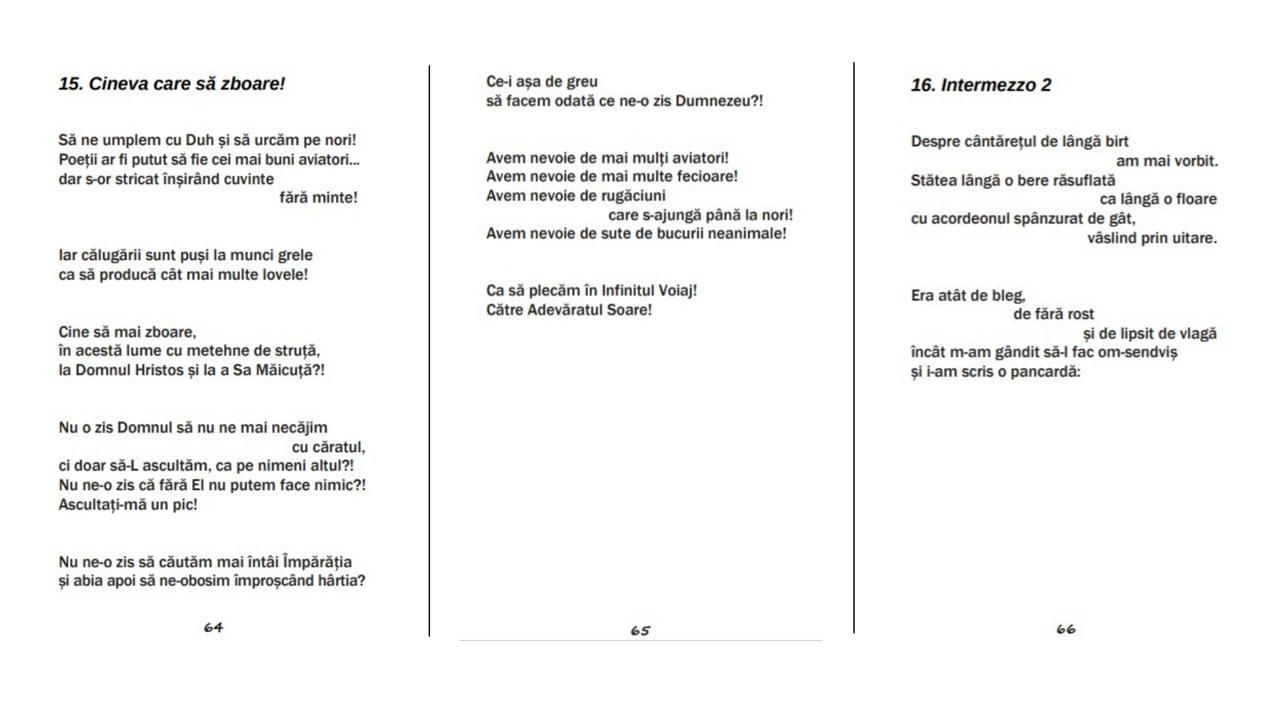 15. Cineva care să zboare!
Să ne umplem cu Duh și să urcăm pe nori!
Poeții ar fi putut să fie cei mai buni aviatori...
dar s-or stricat înșirând cuvinte
fără minte!
Iar călugării sunt puși la munci grele
ca să producă cât mai multe lovele!
Cine să mai zboare,
în acestă lume cu metehne de struță,
la Domnul Hristos și la a Sa Măicuță?!
Nu o zis Domnul să nu ne mai necăjim
cu căratul,
ci doar să-L ascultăm, ca pe nimeni altul?!
Nu ne-o zis că fără El nu putem face nimic?!
Ascultați-mă un pic!
Nu ne-o zis să căutăm mai întâi Împărăția
și abia apoi să ne-obosim împroșcând hârtia?
64
Ce-i așa de greu
să facem odată ce ne-o zis Dumnezeu?!
Avem nevoie de mai mulți aviatori!
Avem nevoie de mai multe fecioare!
Avem nevoie de rugăciuni
care s-ajungă până la nori!
Avem nevoie de sute de bucurii neanimale!
Ca să plecăm în Infinitul Voiaj!
Către Adevăratul Soare!
65
16. Intermezzo 2
Despre cântărețul de lângă birt
am mai vorbit.
Stătea lângă o bere răsuflată
ca lângă o floare
cu acordeonul spânzurat de gât,
vâslind prin uitare.
Era atât de bleg,
de fără rost
și de lipsit de vlagă
încât m-am gândit să-l fac om-sendviș
și i-am scris o pancardă:
66